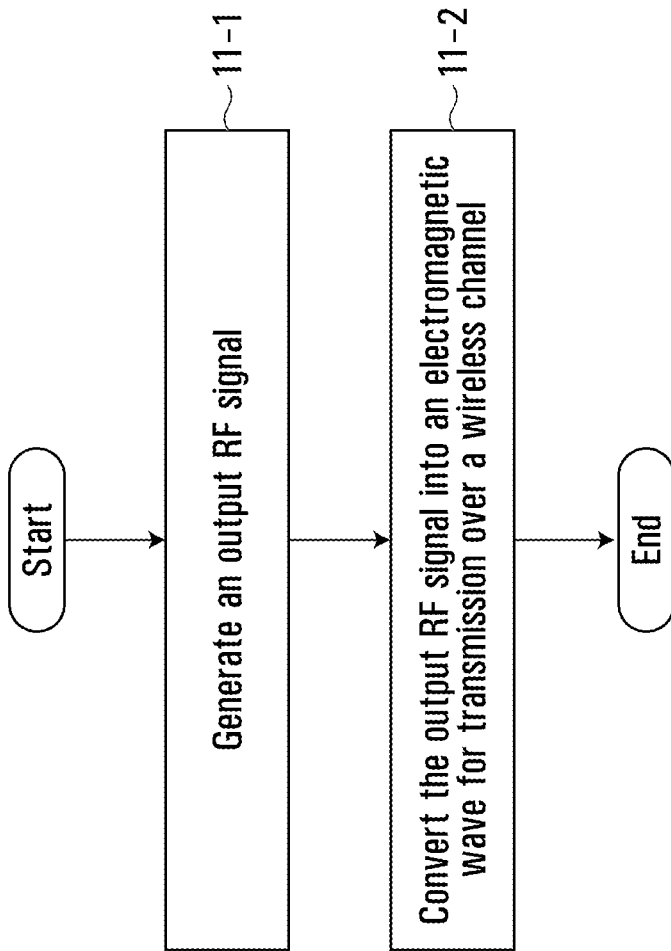 Start
Generate an output RF signal
11-1
Convert the output RF signal into an electromagnetic
wave for transmission over a wireless channel
11-2
End